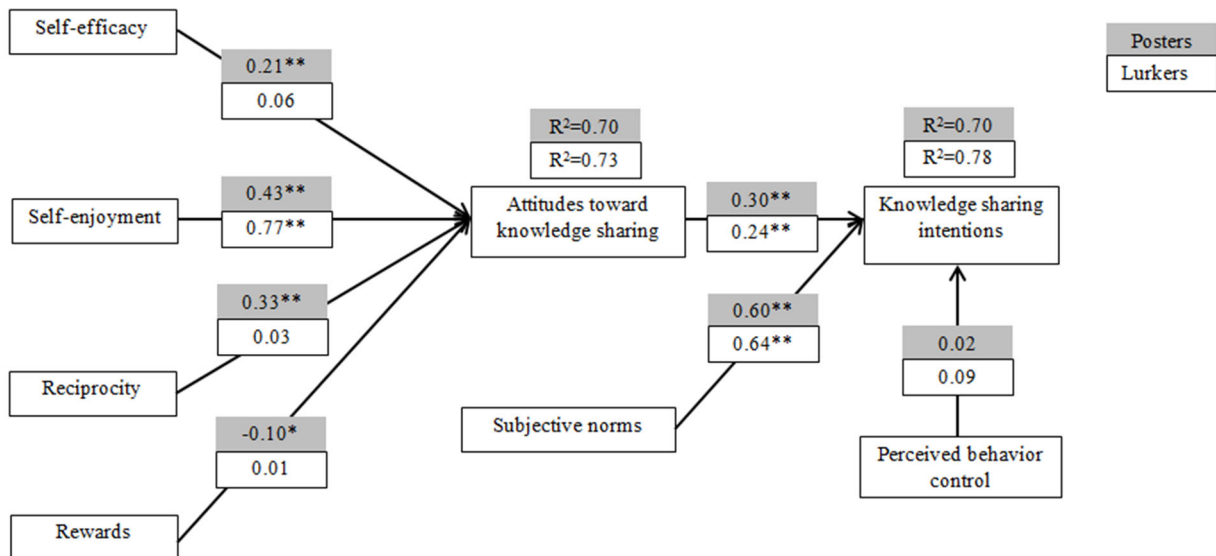 Self-efficacy
Posters
Lurkers
0.21**
0.06
R²=0.70
R²=0.73
R²=0.70
R²=0.78
Self-enjoyment
0.43**
0.77**
Attitudes toward
knowledge sharing
0.30**
0.24**
Knowledge sharing
intentions
0.33**
0.03
0.60**
0.64**
0.02
0.09
Reciprocity
Subjective norms
-0.10*
0.01
Perceived behavior
control
Rewards